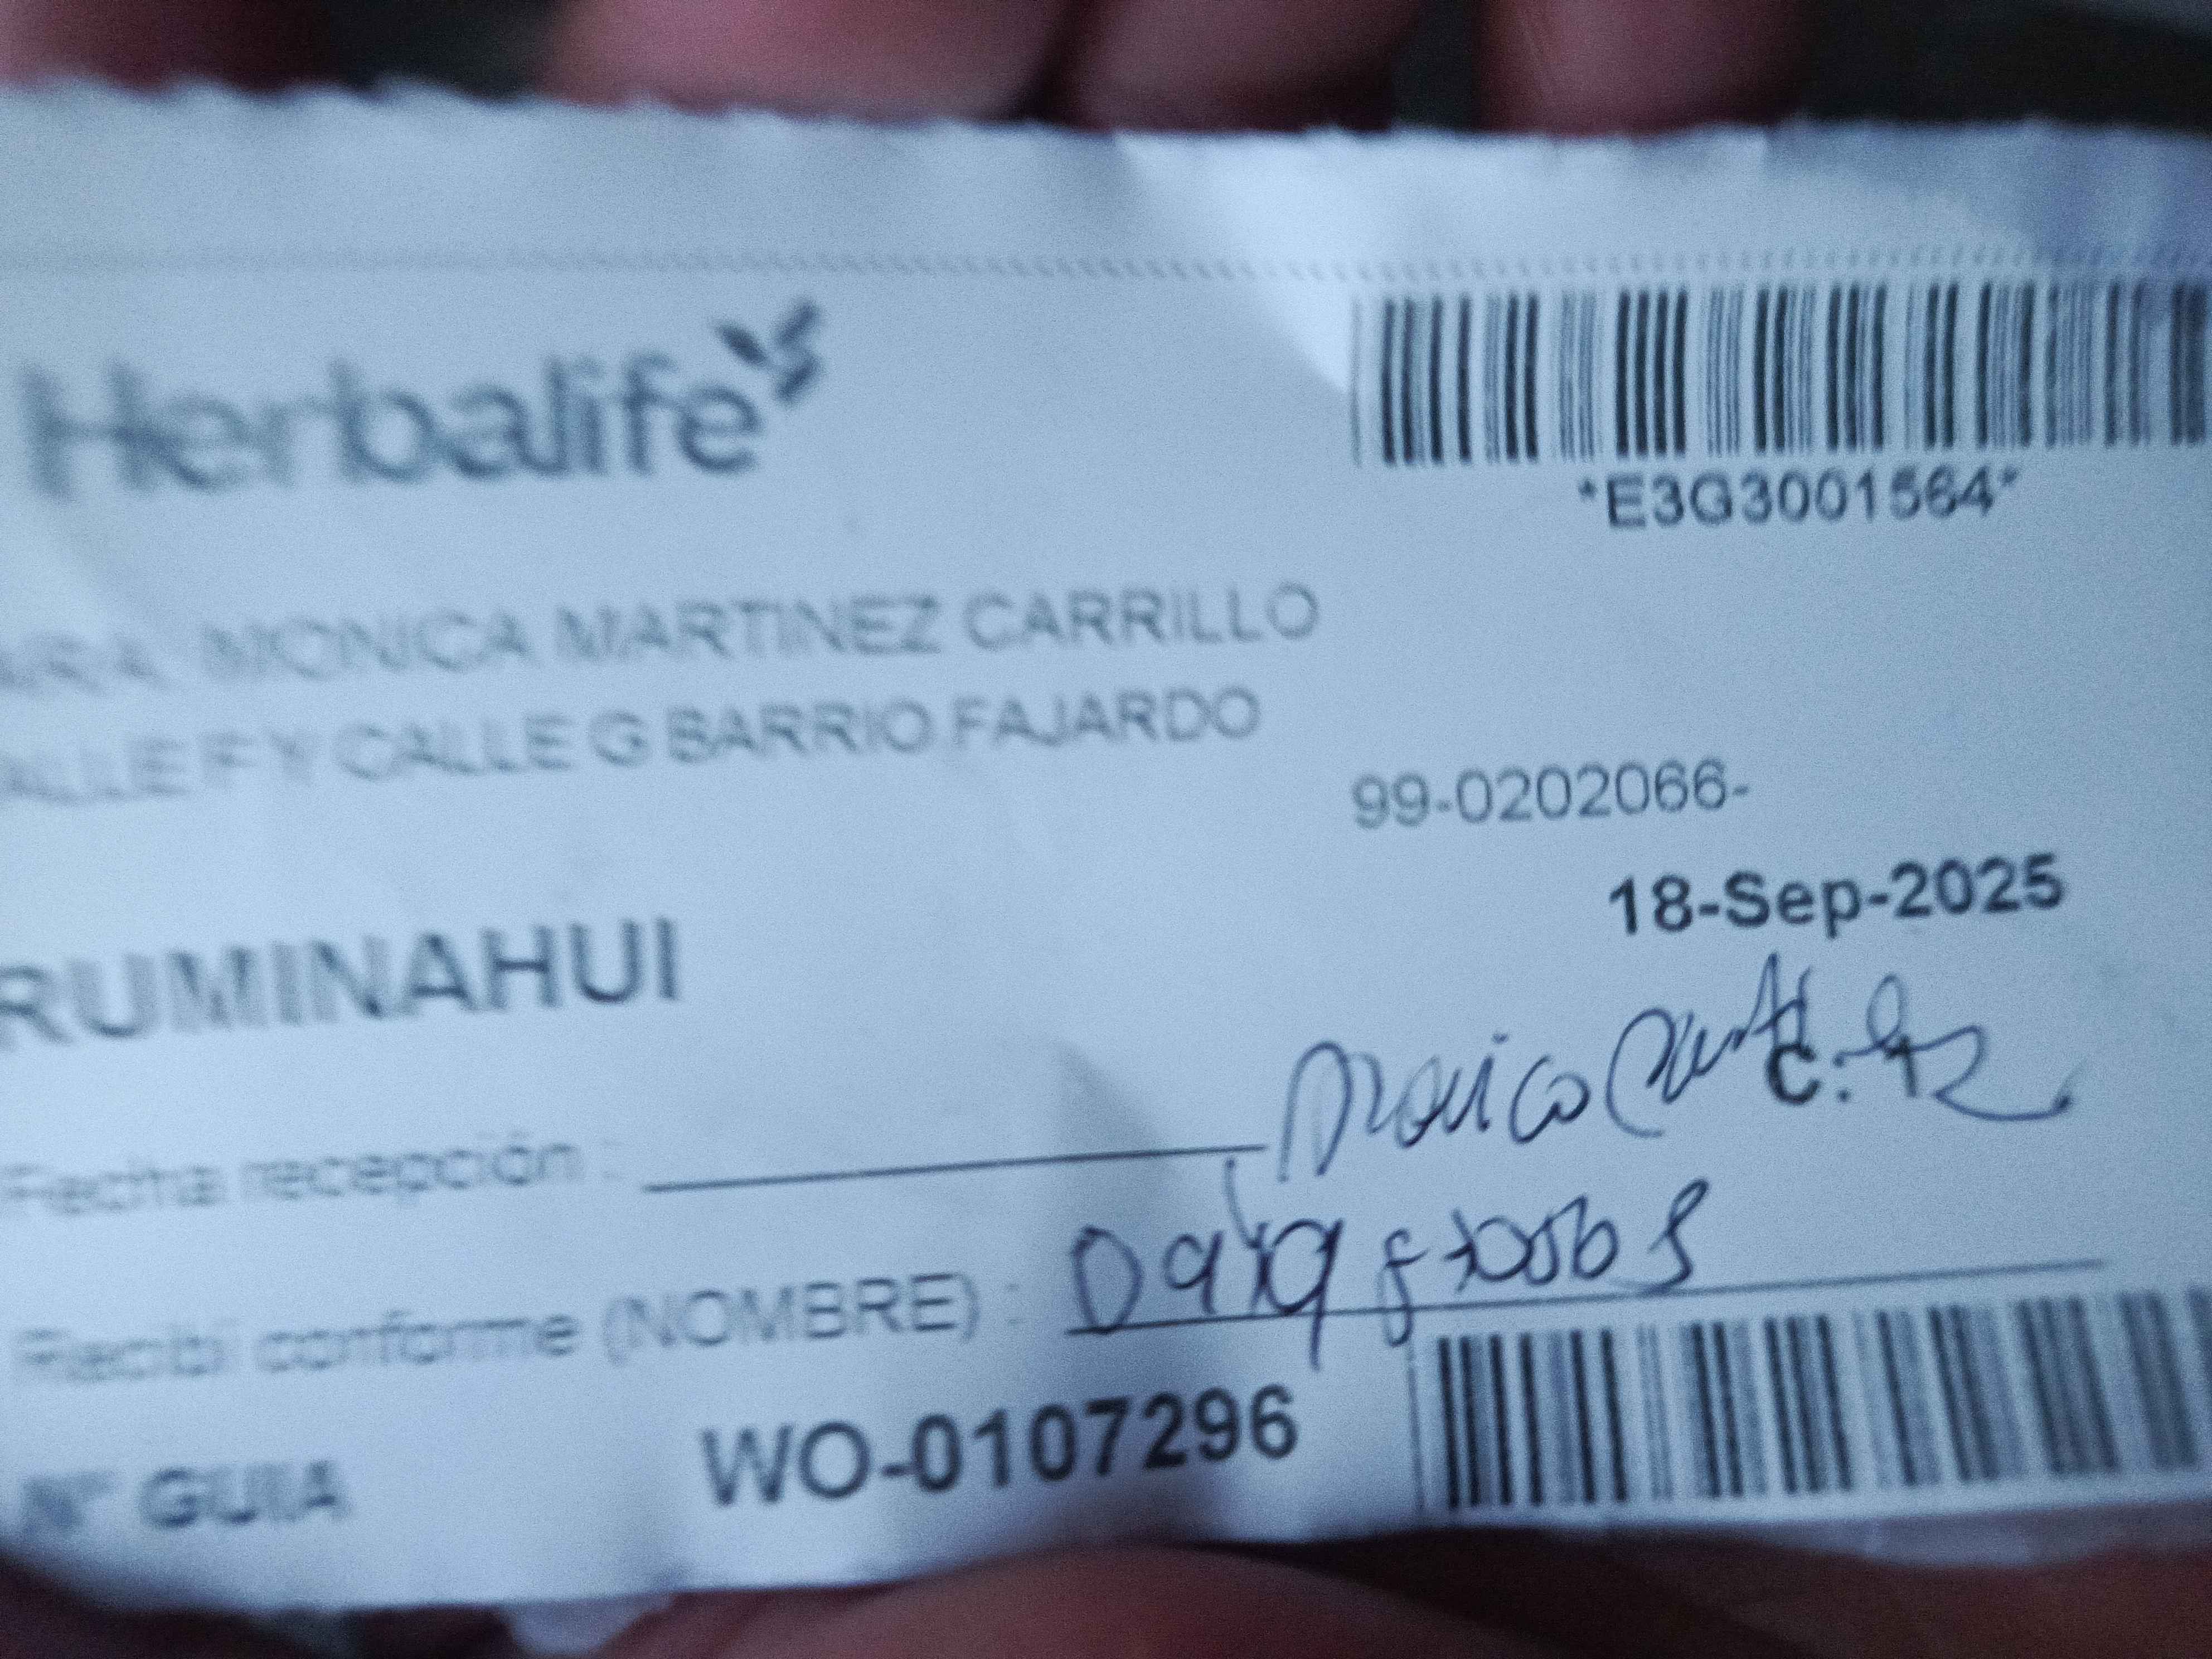 Herbalife
*E3G3001564*
MONICA MARTINEZ CARRILLO
CALLE G BARRIO FAJARDO
99-0202066-
18-Sep-2025
RUMINAHUI
C.
Fecha recepción :
Recibí conforme (NOMBRE) :
N° GUIA WO-0107296